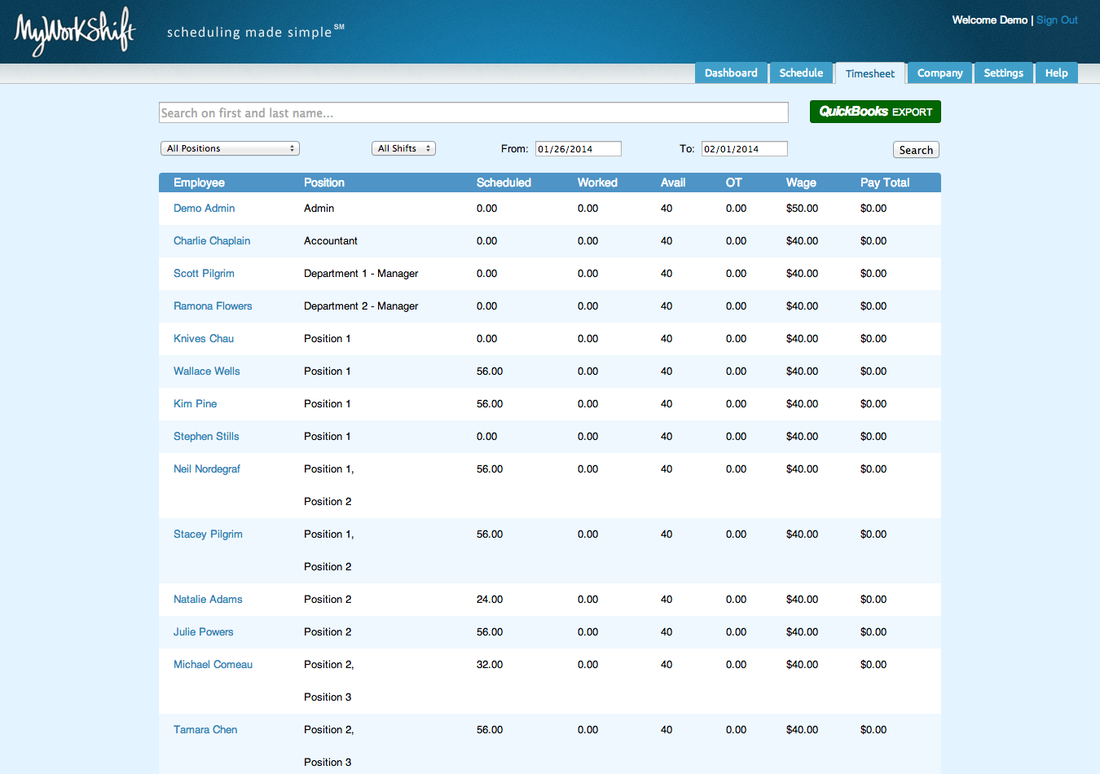 MyWorkShift
scheduling made simple℠
Welcome Demo | Sign Out
Dashboard Schedule Timesheet Company Settings Help
Search on first and last name...
QuickBooks EXPORT
All Positions All Shifts From: 01/26/2014 To: 02/01/2014 Search
Employee Position Scheduled Worked Avail OT Wage Pay Total
Demo Admin Admin 0.00 0.00 40 0.00 $50.00 $0.00
Charlie Chaplain Accountant 0.00 0.00 40 0.00 $40.00 $0.00
Scott Pilgrim Department 1 - Manager 0.00 0.00 40 0.00 $40.00 $0.00
Ramona Flowers Department 2 - Manager 0.00 0.00 40 0.00 $40.00 $0.00
Knives Chau Position 1 0.00 0.00 40 0.00 $40.00 $0.00
Wallace Wells Position 1 56.00 0.00 40 0.00 $40.00 $0.00
Kim Pine Position 1 56.00 0.00 40 0.00 $40.00 $0.00
Stephen Stills Position 1 0.00 0.00 40 0.00 $40.00 $0.00
Neil Nordegraf Position 1, 56.00 0.00 40 0.00 $40.00 $0.00
Position 2
Stacey Pilgrim Position 1, 56.00 0.00 40 0.00 $40.00 $0.00
Position 2
Natalie Adams Position 2 24.00 0.00 40 0.00 $40.00 $0.00
Julie Powers Position 2 56.00 0.00 40 0.00 $40.00 $0.00
Michael Comeau Position 2, 32.00 0.00 40 0.00 $40.00 $0.00
Position 3
Tamara Chen Position 2, 56.00 0.00 40 0.00 $40.00 $0.00
Position 3